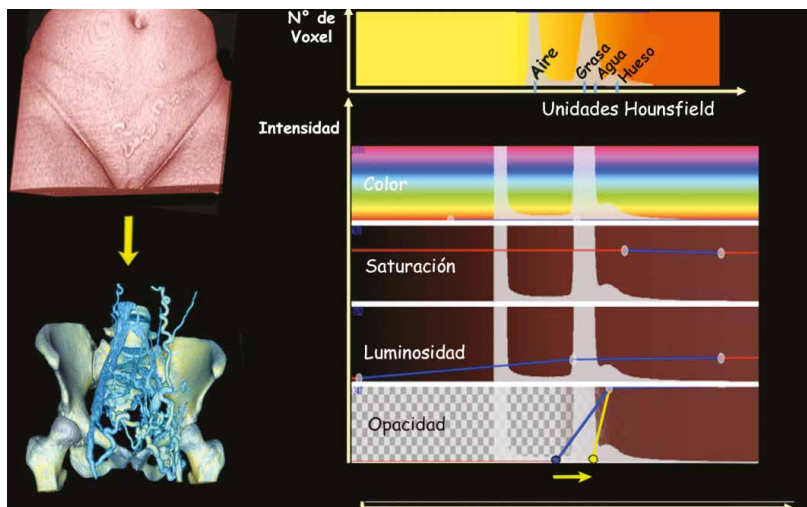 N° de
Voxel
Aire
Grasa
Agua
Hueso
Unidades Hounsfield
Intensidad
Color
Saturación
Luminosidad
Opacidad